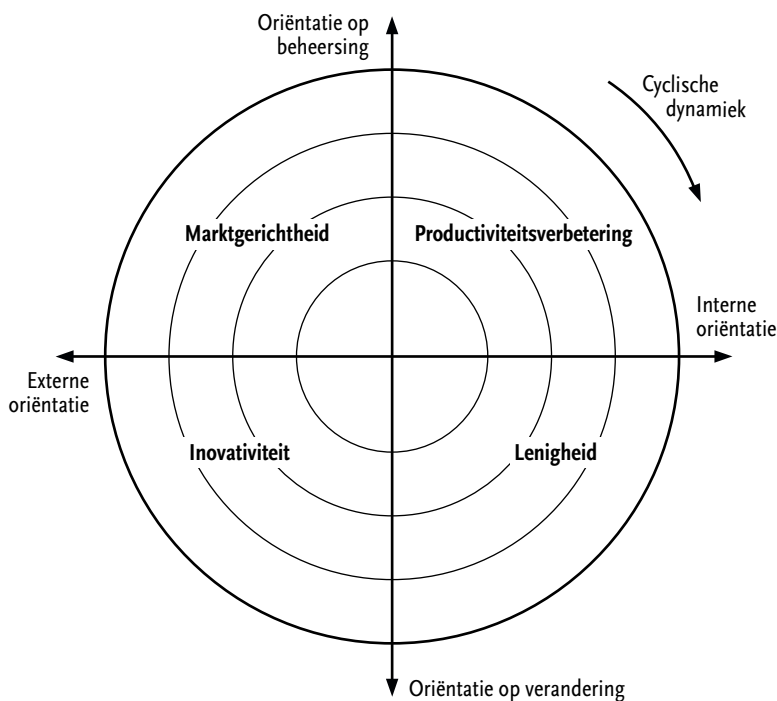 Oriëntatie op
beheersing
Cyclische
dynamiek
Marktgerichtheid
Productiviteitsverbetering
Interne
oriëntatie
Externe
oriëntatie
Inovativiteit
Lenigheid
Oriëntatie op verandering